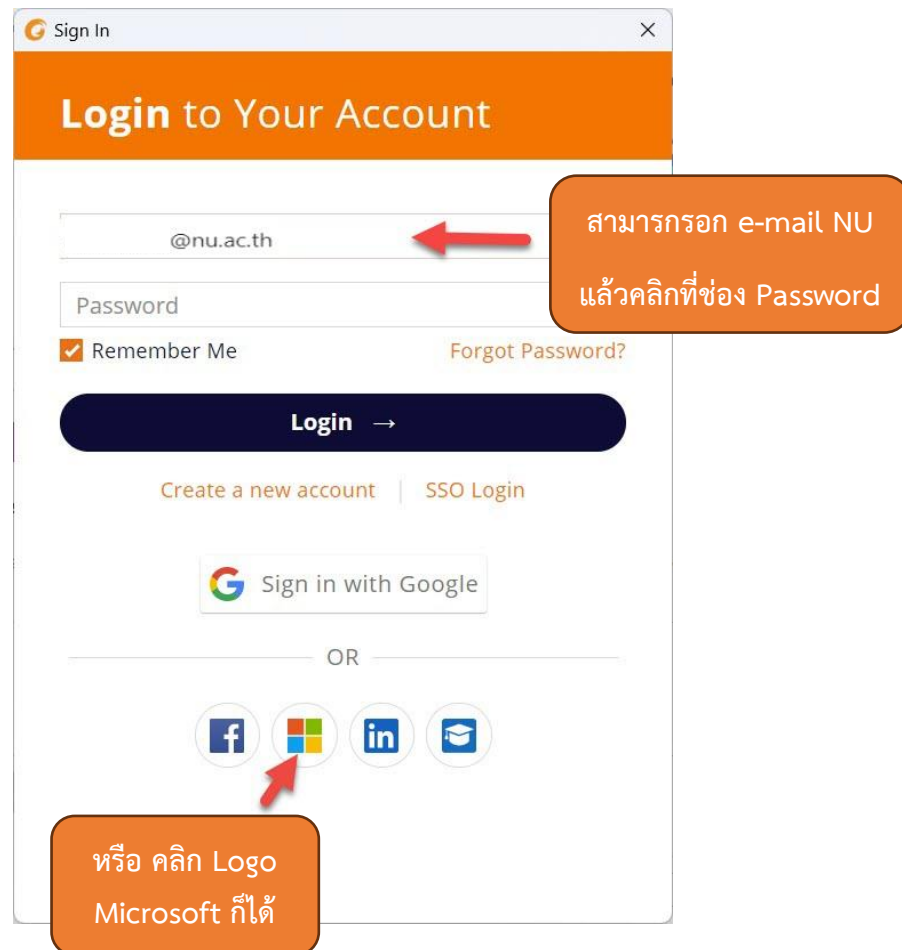 Sign In
Login to Your Account
@nu.ac.th
สามารกรอก e-mail NU
แล้วคลิกที่ช่อง Password
Password
Remember Me
Forgot Password?
Login →
Create a new account | SSO Login
Sign in with Google
OR
หรือ คลิก Logo
Microsoft ก็ได้